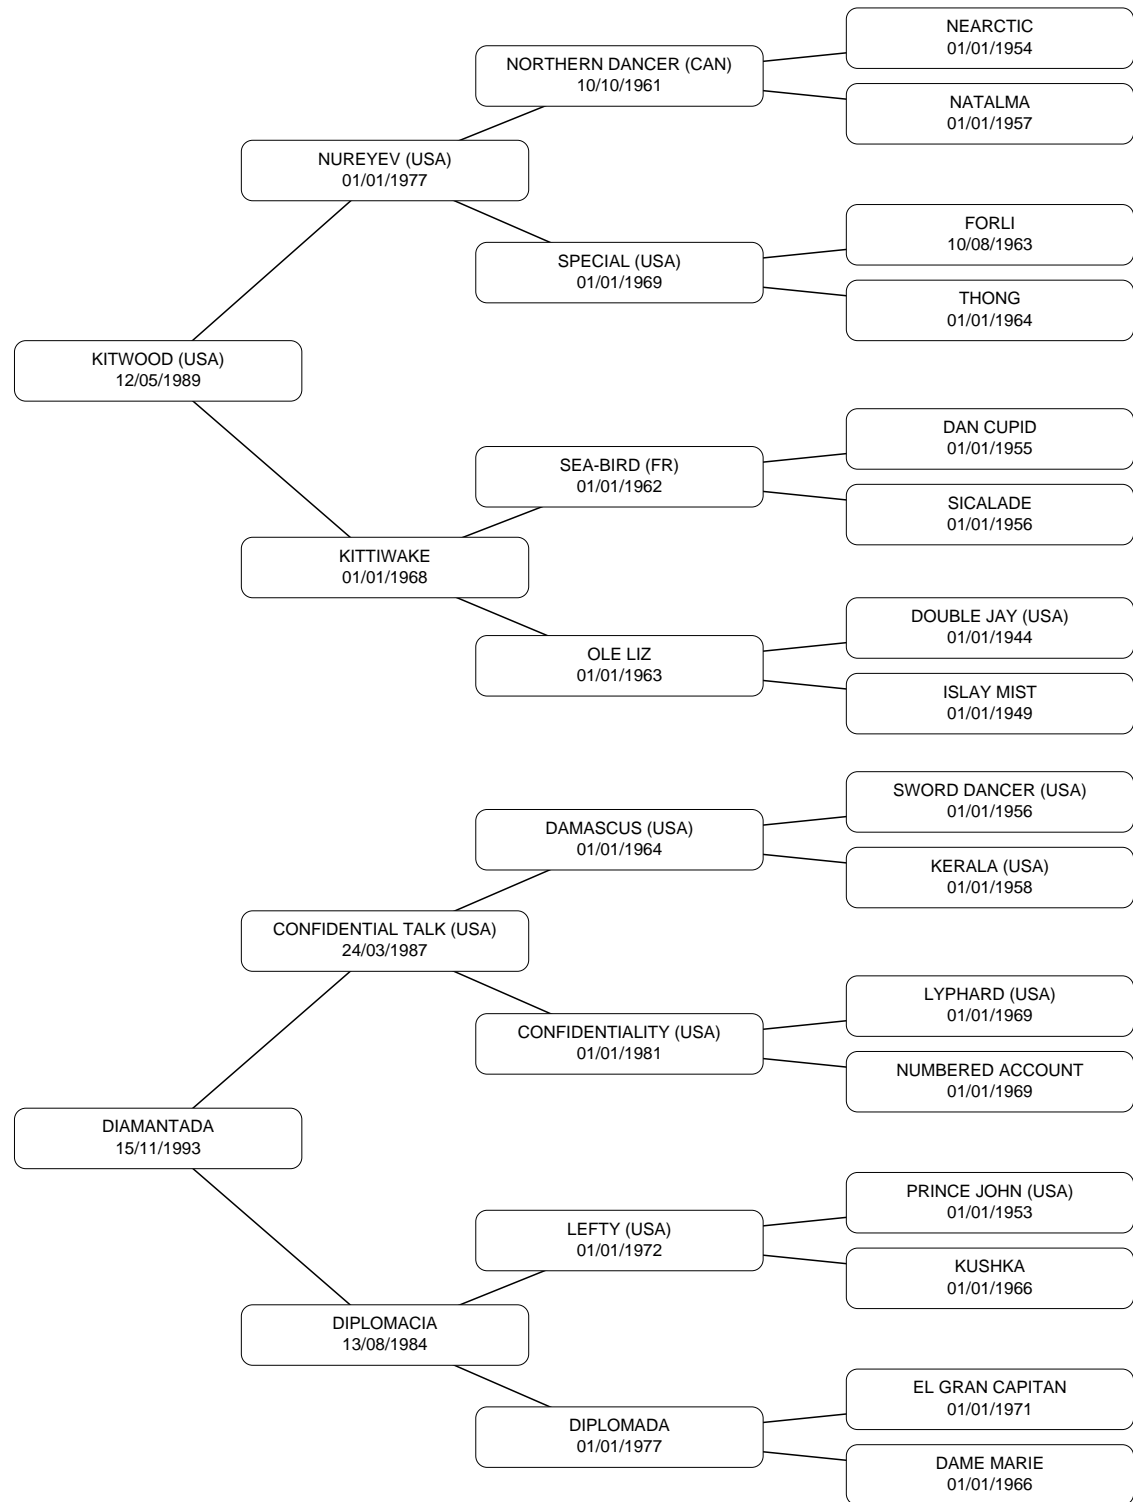 NEARCTIC
01/01/1954
NORTHERN DANCER (CAN)
10/10/1961
NATALMA
01/01/1957
NUREYEV (USA)
01/01/1977
FORLI
10/08/1963
SPECIAL (USA)
01/01/1969
THONG
01/01/1964
KITWOOD (USA)
12/05/1989
DAN CUPID
01/01/1955
SEA-BIRD (FR)
01/01/1962
SICALADE
01/01/1956
KITTIWAKE
01/01/1968
DOUBLE JAY (USA)
01/01/1944
OLE LIZ
01/01/1963
ISLAY MIST
01/01/1949
SWORD DANCER (USA)
01/01/1956
DAMASCUS (USA)
01/01/1964
KERALA (USA)
01/01/1958
CONFIDENTIAL TALK (USA)
24/03/1987
LYPHARD (USA)
01/01/1969
CONFIDENTIALITY (USA)
01/01/1981
NUMBERED ACCOUNT
01/01/1969
DIAMANTADA
15/11/1993
PRINCE JOHN (USA)
01/01/1953
LEFTY (USA)
01/01/1972
KUSHKA
01/01/1966
DIPLOMACIA
13/08/1984
EL GRAN CAPITAN
01/01/1971
DIPLOMADA
01/01/1977
DAME MARIE
01/01/1966